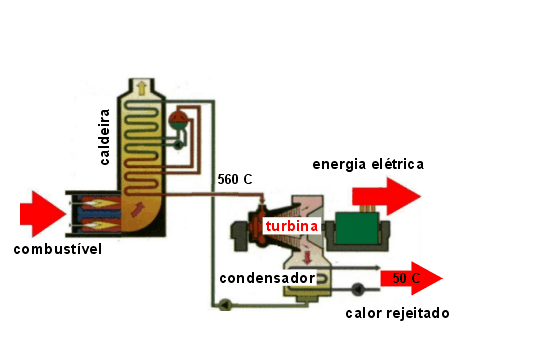 caldeira
560 C
energia elétrica
turbina
combustível
condensador
50 C
calor rejeitado